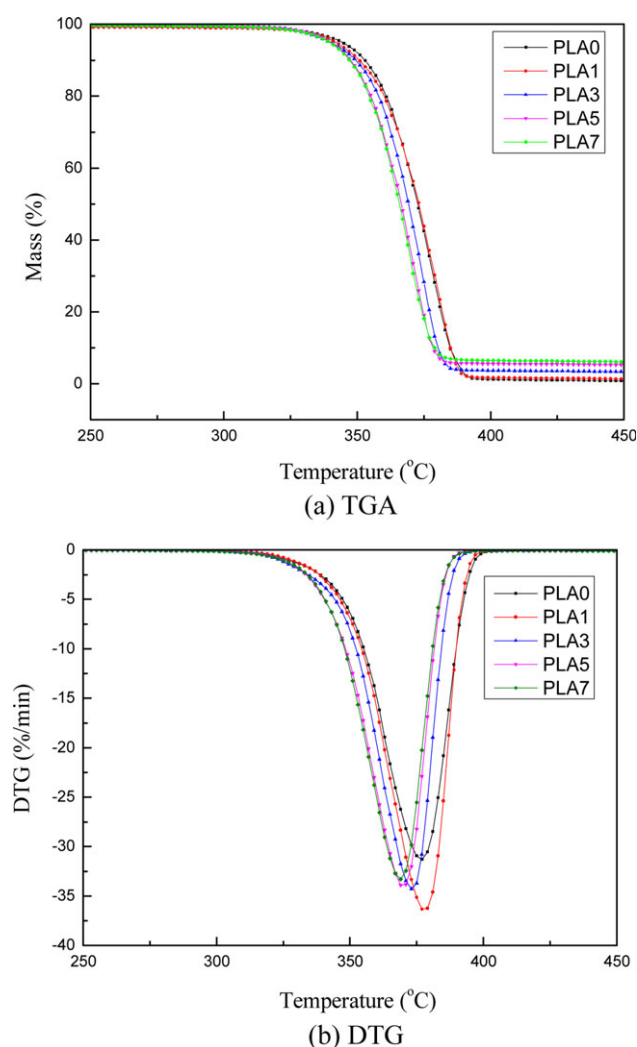 100
80
60
40
20
0
Mass (%)
PLA0
PLA1
PLA3
PLA5
PLA7
250 300 350 400 450
Temperature (°C)
(a) TGA
0
-5
-10
-15
-20
-25
-30
-35
-40
DTG (%/min)
PLA0
PLA1
PLA3
PLA5
PLA7
250 300 350 400 450
Temperature (°C)
(b) DTG